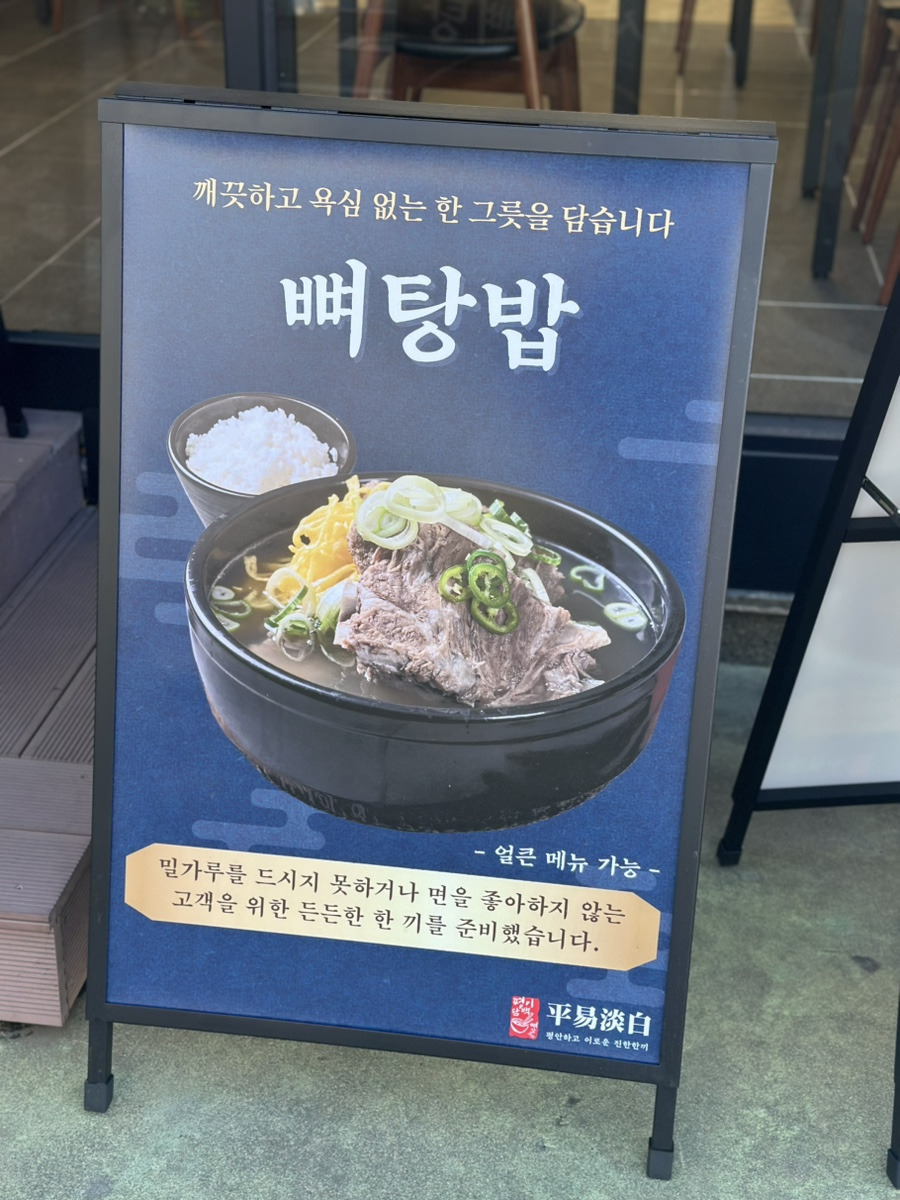 깨끗하고 욕심 없는 한 그릇을 담습니다
뼈탕밥
- 얼큰 메뉴 가능 -
밀가루를 드시지 못하거나 면을 좋아하지 않는
고객을 위한 든든한 한 끼를 준비했습니다.
平易淡白
평안하고 이로운 진한한끼